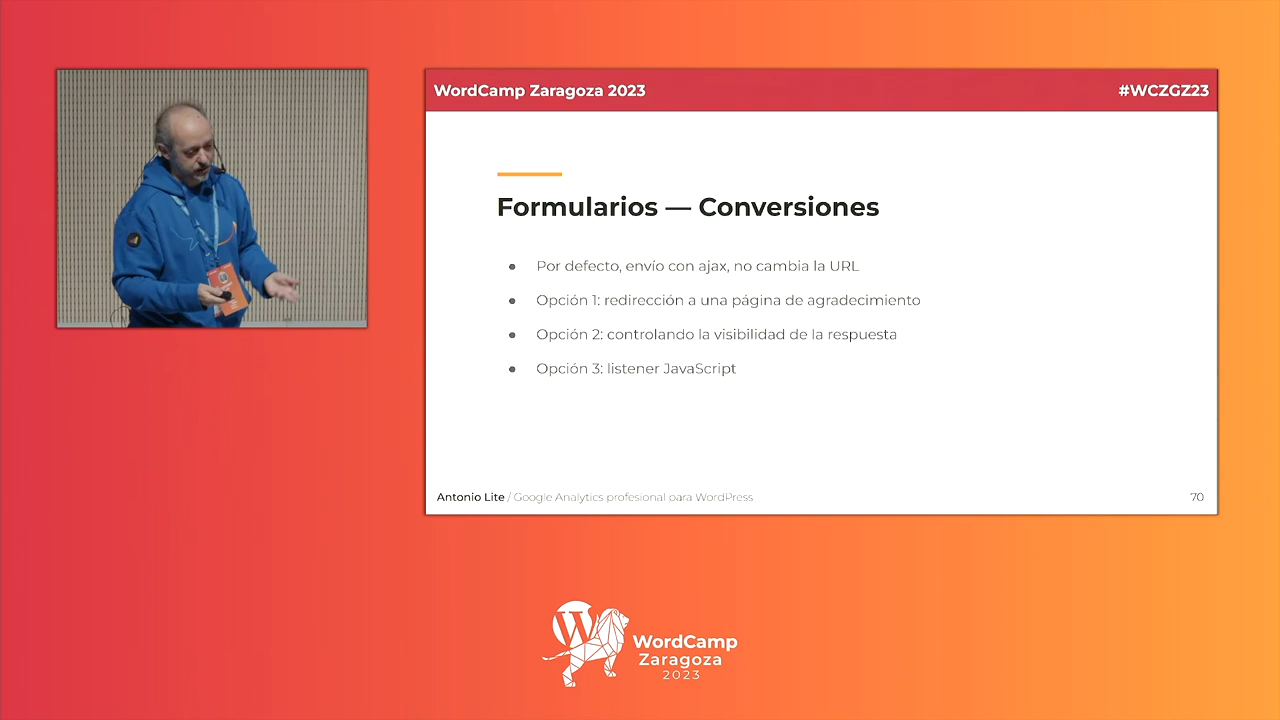 WordCamp Zaragoza 2023
#WCZGZ23
Formularios — Conversiones
● Por defecto, envío con ajax, no cambia la URL
● Opción 1: redirección a una página de agradecimiento
● Opción 2: controlando la visibilidad de la respuesta
● Opción 3: listener JavaScript
Antonio Lite / Google Analytics profesional para WordPress
70
WordCamp
Zaragoza
2023